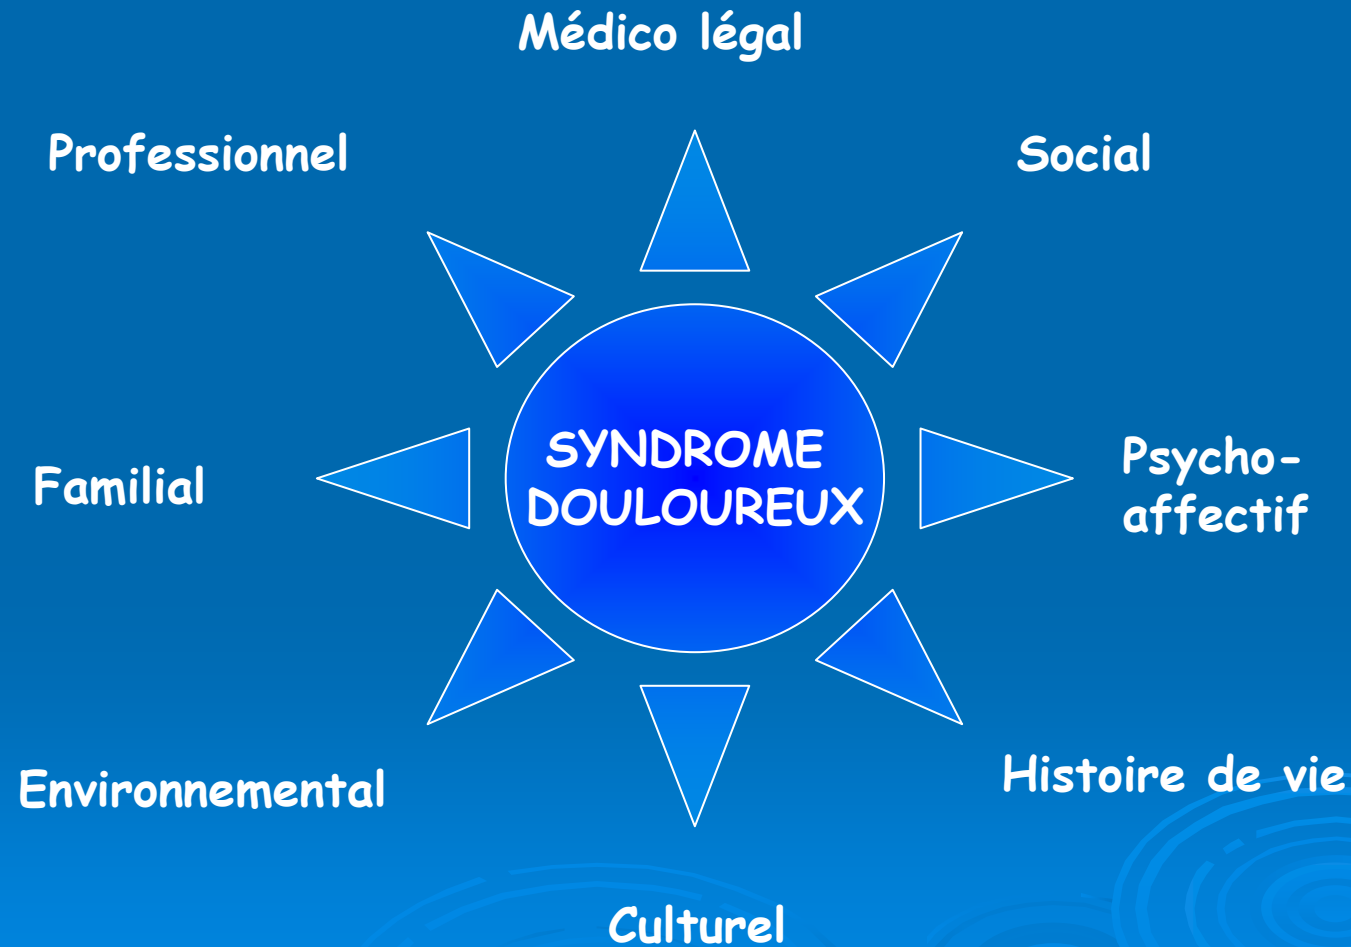 Médico légal
Professionnel
Social
SYNDROME
DOULOUREUX
Familial
Psycho-
affectif
Environnemental
Histoire de vie
Culturel